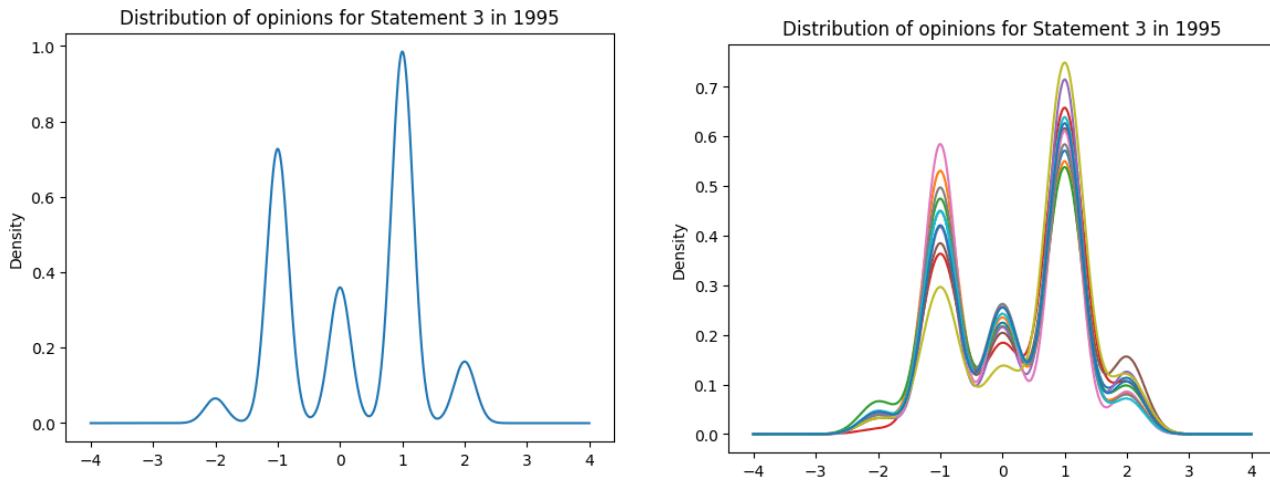 Distribution of opinions for Statement 3 in 1995
1.0
0.8
0.6
0.4
0.2
0.0
Density
−4 −3 −2 −1 0 1 2 3 4
Distribution of opinions for Statement 3 in 1995
0.7
0.6
0.5
0.4
0.3
0.2
0.1
0.0
Density
−4 −3 −2 −1 0 1 2 3 4